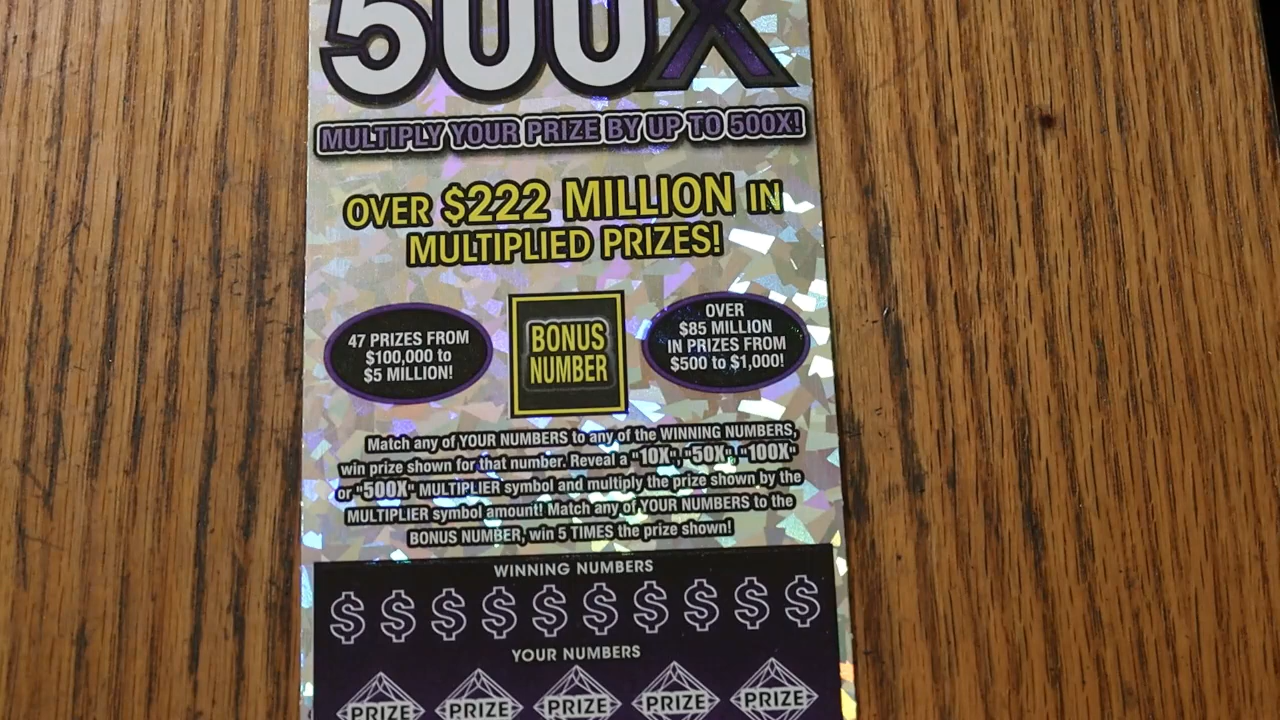 500X
MULTIPLY YOUR PRIZE BY UP TO 500X!
OVER $222 MILLION IN
MULTIPLIED PRIZES!
47 PRIZES FROM
$100,000 to
$5 MILLION!
BONUS
NUMBER
OVER
$85 MILLION
IN PRIZES FROM
$500 to $1,000!
Match any of YOUR NUMBERS to any of the WINNING NUMBERS,
win prize shown for that number. Reveal a "10X", "50X", "100X"
or "500X" MULTIPLIER symbol and multiply the prize shown by the
MULTIPLIER symbol amount! Match any of YOUR NUMBERS to the
BONUS NUMBER, win 5 TIMES the prize shown!
WINNING NUMBERS
$ $ $ $ $ $ $ $ $ $
YOUR NUMBERS
PRIZE PRIZE PRIZE PRIZE PRIZE